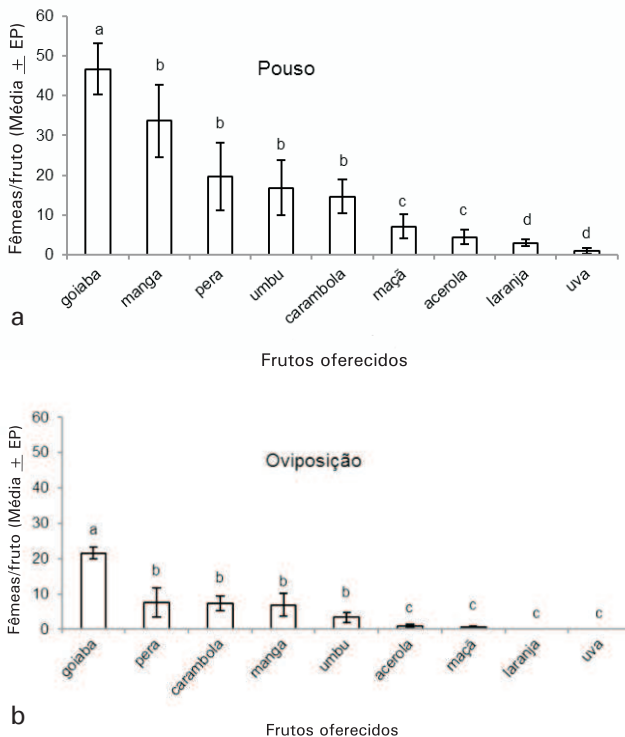 60
a
50
b
Pouso
40
b
30
b
b
20
c
c
10
d
d
0
Fêmeas/fruto (Média ± EP)
goiaba
manga
pera
umbu
carambola
maçã
acerola
laranja
uva
a
Frutos oferecidos
60
50
Oviposição
40
30
a
20
b
b
b
b
10
c
c
c
c
0
Fêmeas/fruto (Média ± EP)
goiaba
pera
carambola
manga
umbu
acerola
maçã
laranja
uva
b
Frutos oferecidos